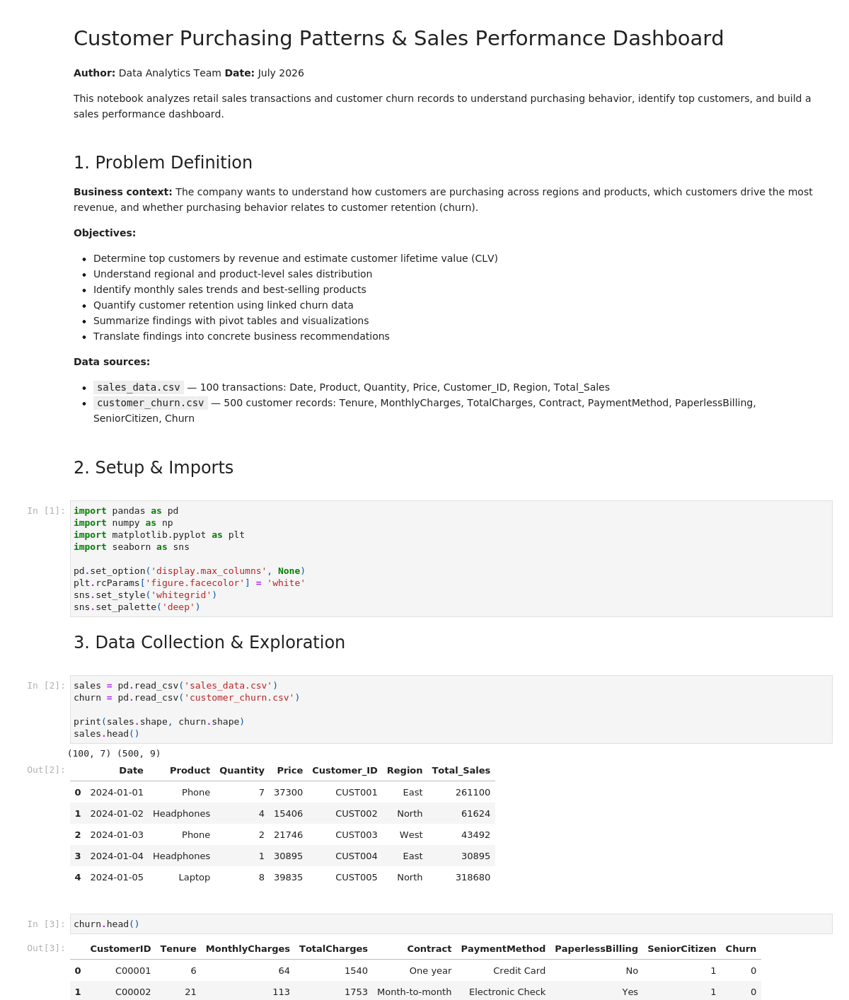 Customer Purchasing Patterns & Sales Performance Dashboard
Author: Data Analytics Team Date: July 2026
This notebook analyzes retail sales transactions and customer churn records to understand purchasing behavior, identify top customers, and build a
sales performance dashboard.
1. Problem Definition
Business context: The company wants to understand how customers are purchasing across regions and products, which customers drive the most
revenue, and whether purchasing behavior relates to customer retention (churn).
Objectives:
• Determine top customers by revenue and estimate customer lifetime value (CLV)
• Understand regional and product-level sales distribution
• Identify monthly sales trends and best-selling products
• Quantify customer retention using linked churn data
• Summarize findings with pivot tables and visualizations
• Translate findings into concrete business recommendations
Data sources:
• sales_data.csv — 100 transactions: Date, Product, Quantity, Price, Customer_ID, Region, Total_Sales
• customer_churn.csv — 500 customer records: Tenure, MonthlyCharges, TotalCharges, Contract, PaymentMethod, PaperlessBilling,
SeniorCitizen, Churn
2. Setup & Imports
In [1]: import pandas as pd
import numpy as np
import matplotlib.pyplot as plt
import seaborn as sns
pd.set_option('display.max_columns', None)
plt.rcParams['figure.facecolor'] = 'white'
sns.set_style('whitegrid')
sns.set_palette('deep')
3. Data Collection & Exploration
In [2]: sales = pd.read_csv('sales_data.csv')
churn = pd.read_csv('customer_churn.csv')
print(sales.shape, churn.shape)
sales.head()
(100, 7) (500, 9)
Out[2]: Date Product Quantity Price Customer_ID Region Total_Sales
0 2024-01-01 Phone 7 37300 CUST001 East 261100
1 2024-01-02 Headphones 4 15406 CUST002 North 61624
2 2024-01-03 Phone 2 21746 CUST003 West 43492
3 2024-01-04 Headphones 1 30895 CUST004 East 30895
4 2024-01-05 Laptop 8 39835 CUST005 North 318680
In [3]: churn.head()
Out[3]: CustomerID Tenure MonthlyCharges TotalCharges Contract PaymentMethod PaperlessBilling SeniorCitizen Churn
0 C00001 6 64 1540 One year Credit Card No 1 0
1 C00002 21 113 1753 Month-to-month Electronic Check Yes 1 0